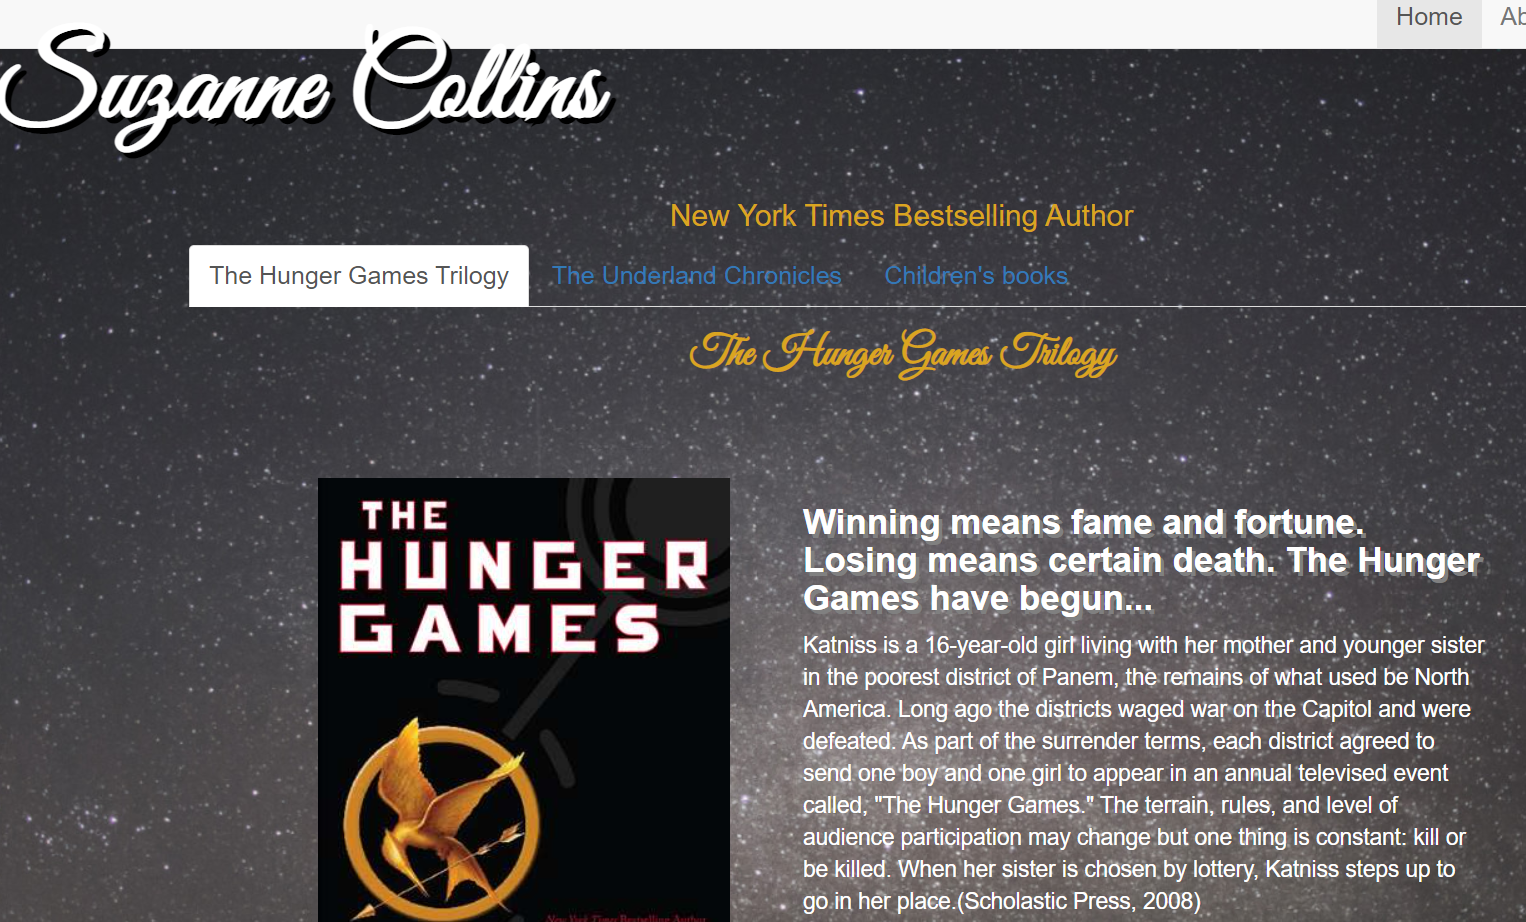 Home
Ab
Suzanne Collins
New York Times Bestselling Author
The Hunger Games Trilogy
The Underland Chronicles
Children's books
The Hunger Games Trilogy
THE
HUNGER
GAMES
New York Times Bestselling Author
Winning means fame and fortune.
Losing means certain death. The Hunger
Games have begun...
Katniss is a 16-year-old girl living with her mother and younger sister
in the poorest district of Panem, the remains of what used be North
America. Long ago the districts waged war on the Capitol and were
defeated. As part of the surrender terms, each district agreed to
send one boy and one girl to appear in an annual televised event
called, "The Hunger Games." The terrain, rules, and level of
audience participation may change but one thing is constant: kill or
be killed. When her sister is chosen by lottery, Katniss steps up to
go in her place.(Scholastic Press, 2008)